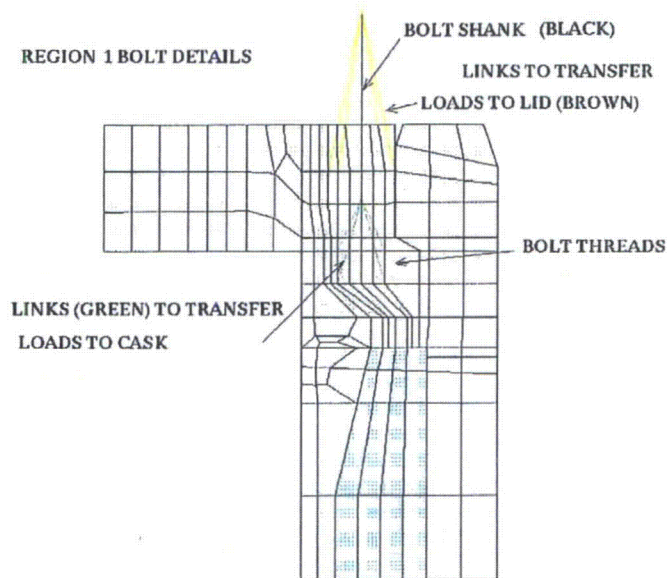 REGION 1 BOLT DETAILS
BOLT SHANK (BLACK)
LINKS TO TRANSFER
LOADS TO LID (BROWN)
BOLT THREADS
LINKS (GREEN) TO TRANSFER
LOADS TO CASK